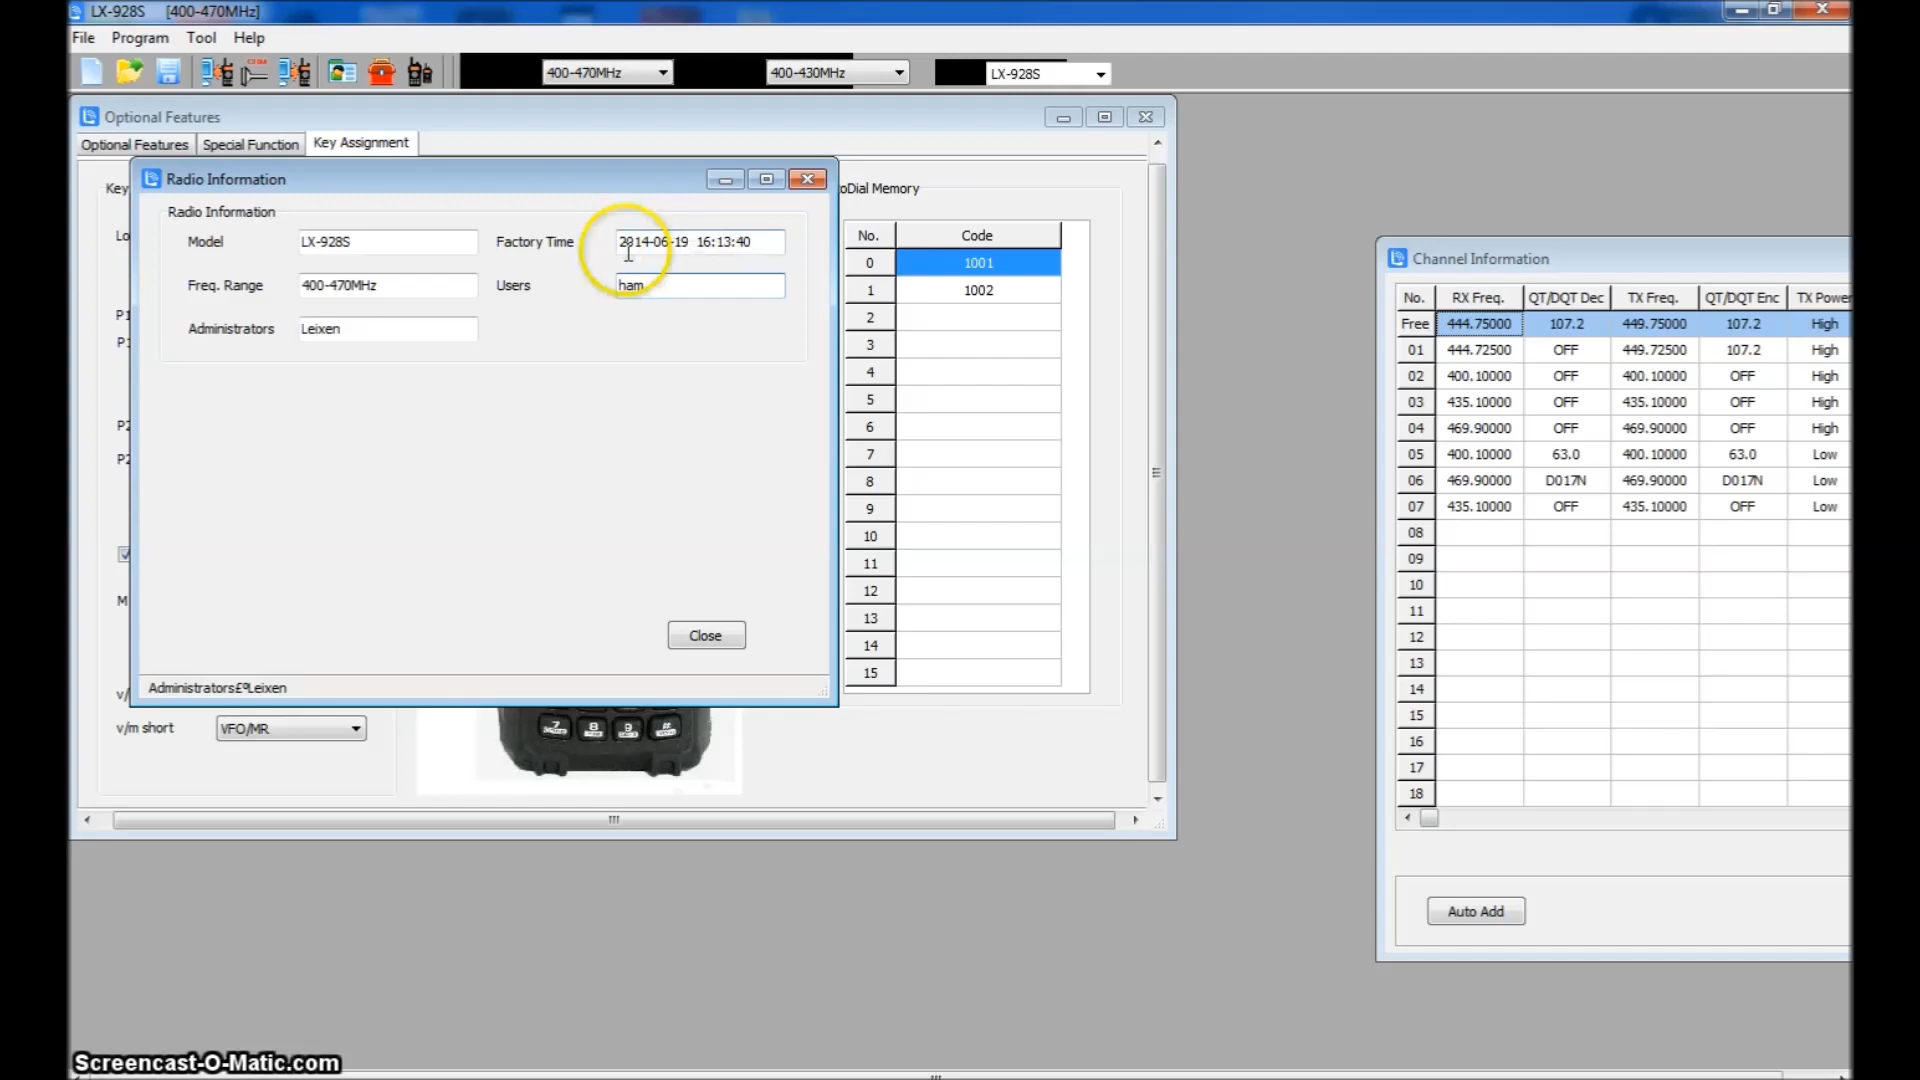 LX-928S [400-470MHz]
File Program Tool Help
400-470MHz 400-430MHz LX-928S
Optional Features
Optional Features Special Function Key Assignment
Key
Radio Information
oDial Memory
Radio Information
Model LX-928S Factory Time 2014-06-19 16:13:40
Freq. Range 400-470MHz Users ham
Administrators Leixen
Close
Administrators£ºLeixen
Lo
P1
P1
P2
P2
M
v/
v/m short VFO/MR
7
8
9
#
No. Code
0 1001
1 1002
2
3
4
5
6
7
8
9
10
11
12
13
14
15
Channel Information
No. RX Freq. QT/DQT Dec TX Freq. QT/DQT Enc TX Power
Free 444.75000 107.2 449.75000 107.2 High
01 444.72500 OFF 449.72500 107.2 High
02 400.10000 OFF 400.10000 OFF High
03 435.10000 OFF 435.10000 OFF High
04 469.90000 OFF 469.90000 OFF High
05 400.10000 63.0 400.10000 63.0 Low
06 469.90000 D017N 469.90000 D017N Low
07 435.10000 OFF 435.10000 OFF Low
08
09
10
11
12
13
14
15
16
17
18
Auto Add
Screencast-O-Matic.com